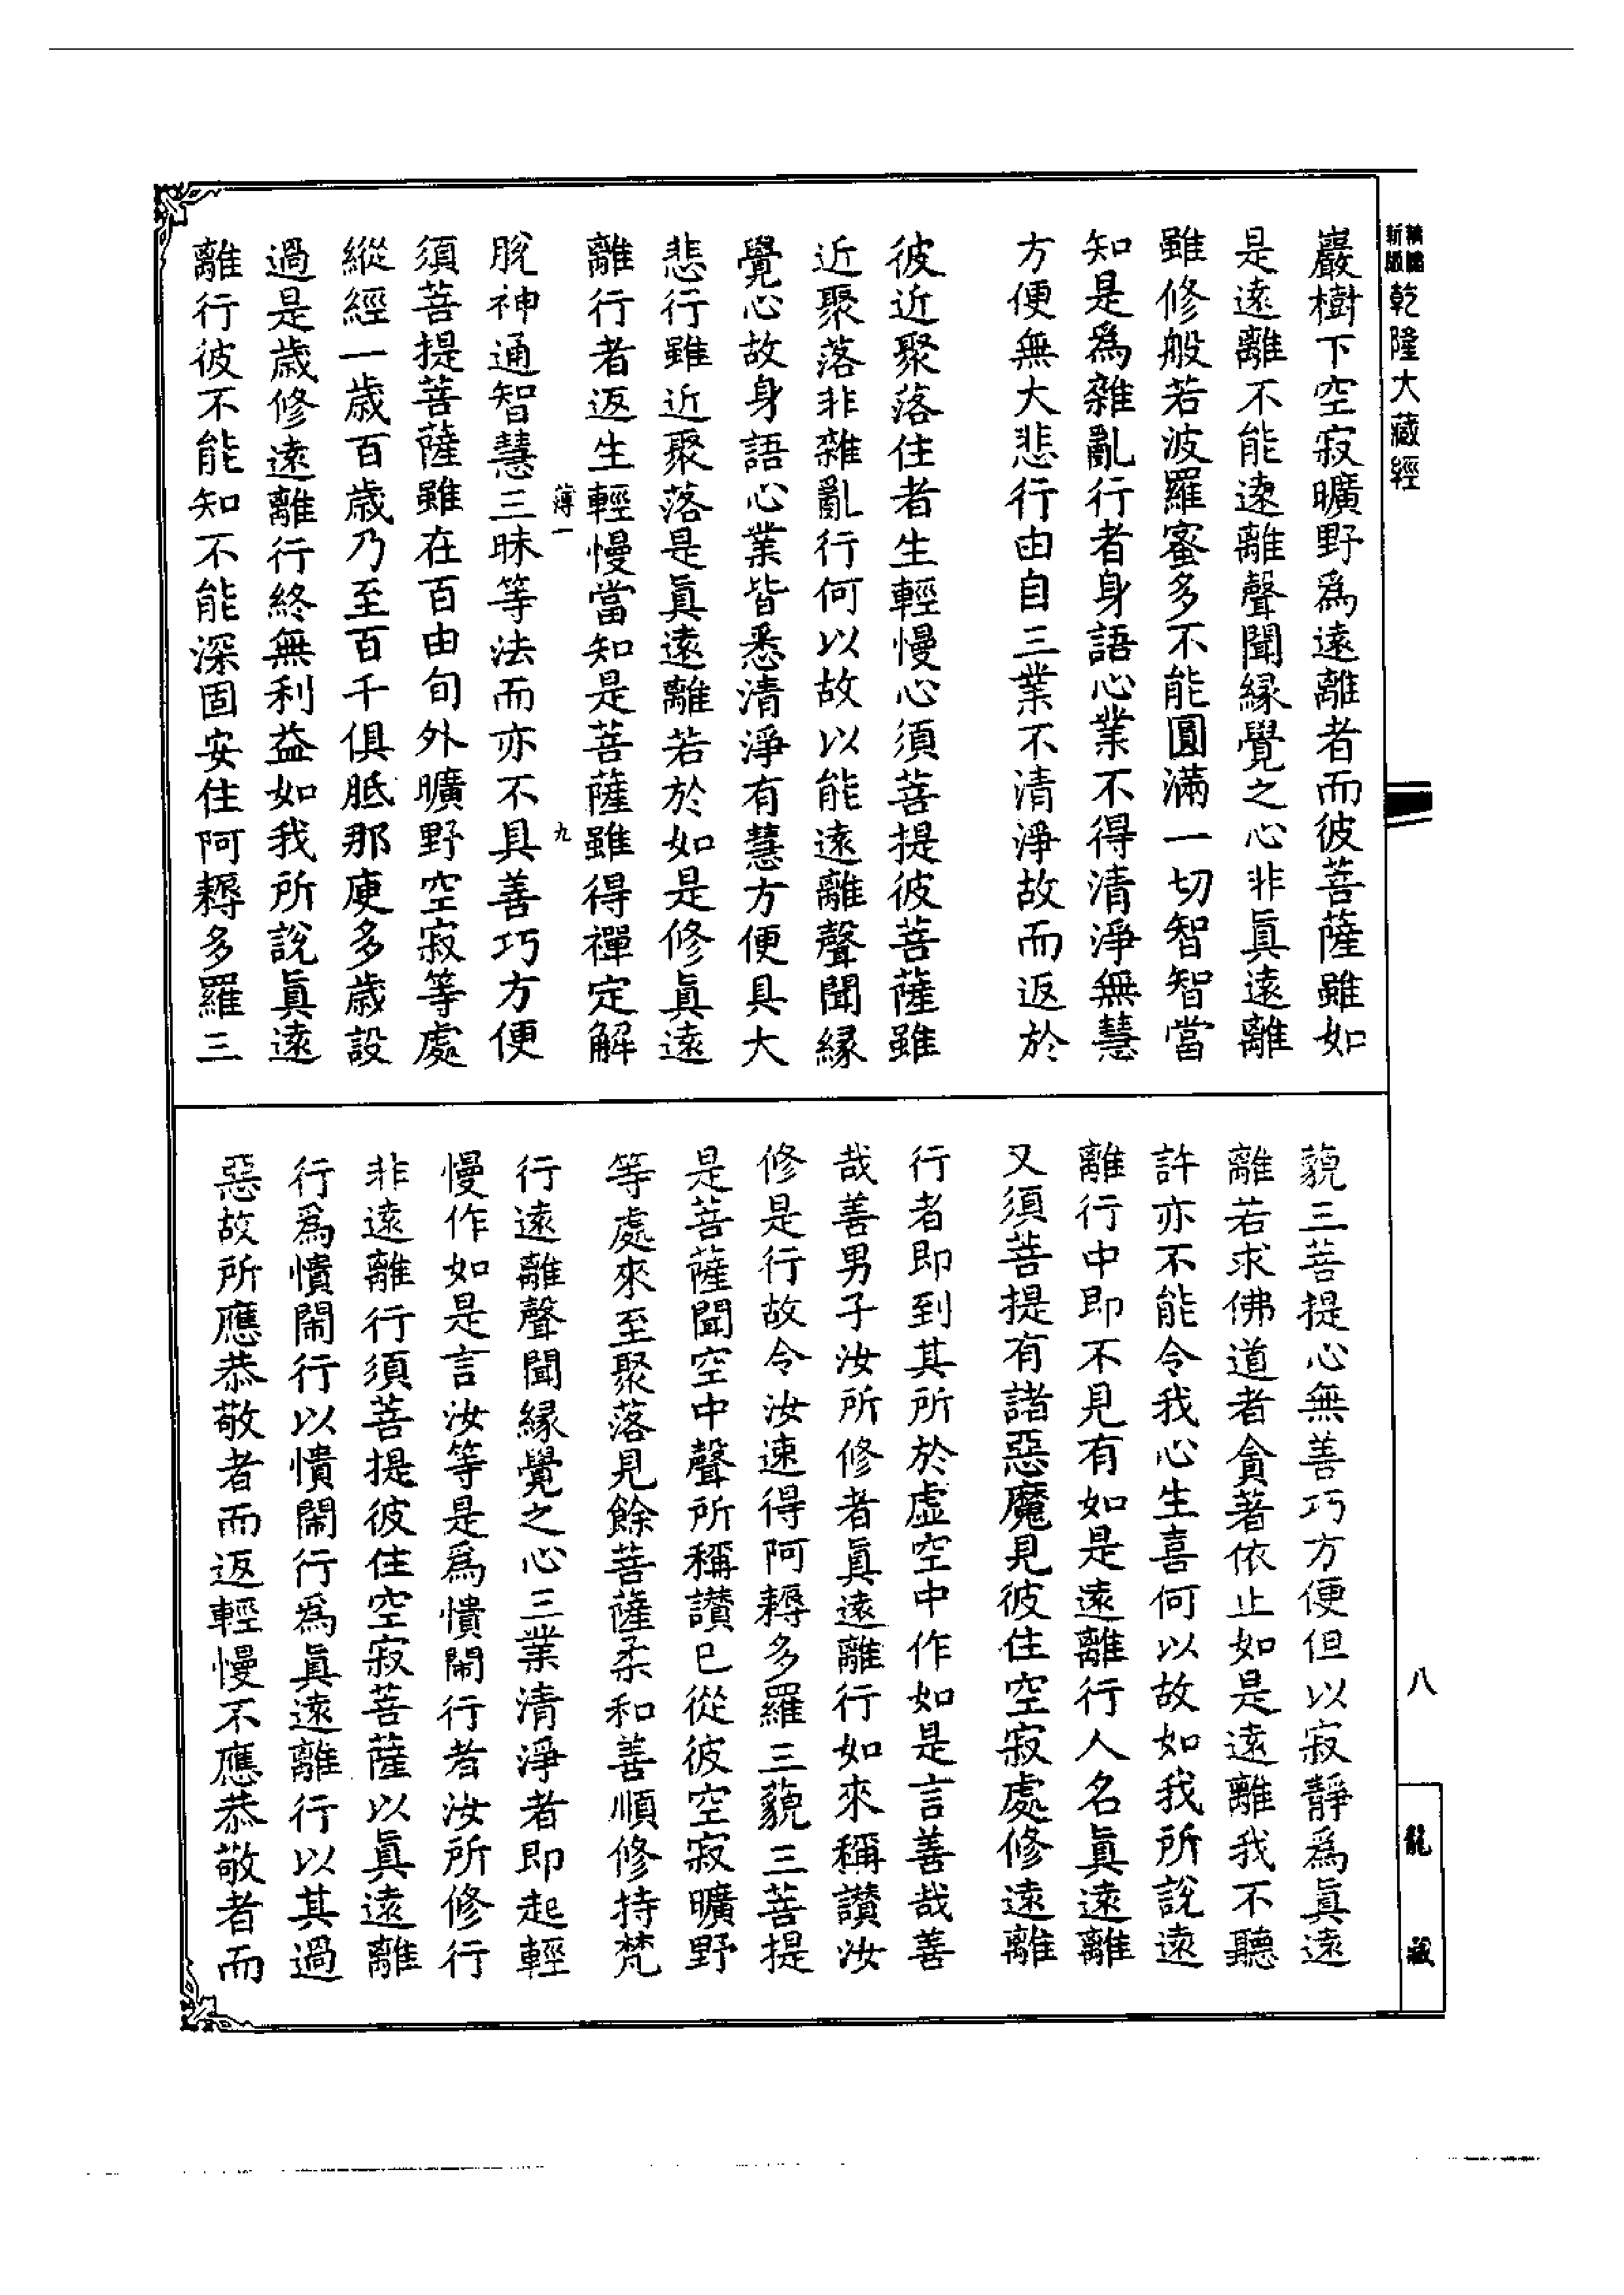 乾隆大藏經
巖樹下空寂曠野爲遠離者而彼菩薩雖如
是遠離不能遠離聲聞緣覺之心非眞遠離
雖修般若波羅蜜多不能圓滿一切智智當
知是爲雜亂行者身語心業不得清淨無慧
方便無大悲行由自三業不清淨故而返於
彼近聚落住者生輕慢心須菩提彼菩薩雖
近聚落非雜亂行何以故以能遠離聲聞緣
覺心故身語心業皆悉清淨有慧方便具大
悲行雖近聚落是眞遠離若於如是修眞遠
離行者返生輕慢當知是菩薩雖得禪定解
薄一
九
脫神通智慧三昧等法而亦不具善巧方便
須菩提菩薩雖在百由旬外曠野空寂等處
縱經一歲百歲乃至百千俱胝那庾多歲設
過是歲修遠離行終無利益如我所說眞遠
離行彼不能知不能深固安住阿耨多羅三
藐三菩提心無善巧方便但以寂靜爲眞遠
離若求佛道者貪著依止如是遠離我不聽
許亦不能令我心生喜何以故如我所說遠
離行中即不見有如是遠離行人名眞遠離
又須菩提有諸惡魔見彼住空寂處修遠離
行者即到其所於虛空中作如是言善哉善
哉善男子汝所修者眞遠離行如來稱讚汝
修是行故令汝速得阿耨多羅三藐三菩提
是菩薩聞空中聲所稱讚已從彼空寂曠野
等處來至聚落見餘菩薩柔和善順修持梵
行遠離聲聞緣覺之心三業清淨者即起輕
慢作如是言汝等是爲憒閙行者汝所修行
非遠離行須菩提彼住空寂菩薩以眞遠離
行爲憒閙行以憒閙行爲眞遠離行以其過
惡故所應恭敬者而返輕慢不應恭敬者而
八
龍藏